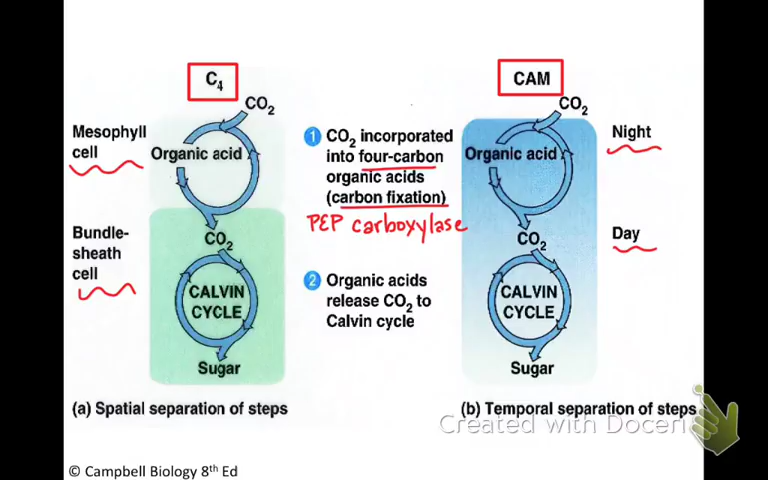 C4
CAM
CO2
CO2
Mesophyll
cell
Organic acid
1 CO2 incorporated
into four-carbon
organic acids
(carbon fixation)
PEP carboxylase
Organic acid
Night
Bundle-
sheath
cell
CO2
CO2
Day
CALVIN
CYCLE
2 Organic acids
release CO2 to
Calvin cycle
CALVIN
CYCLE
Sugar
Sugar
(a) Spatial separation of steps
(b) Temporal separation of steps
Created with Doceri
© Campbell Biology 8th Ed